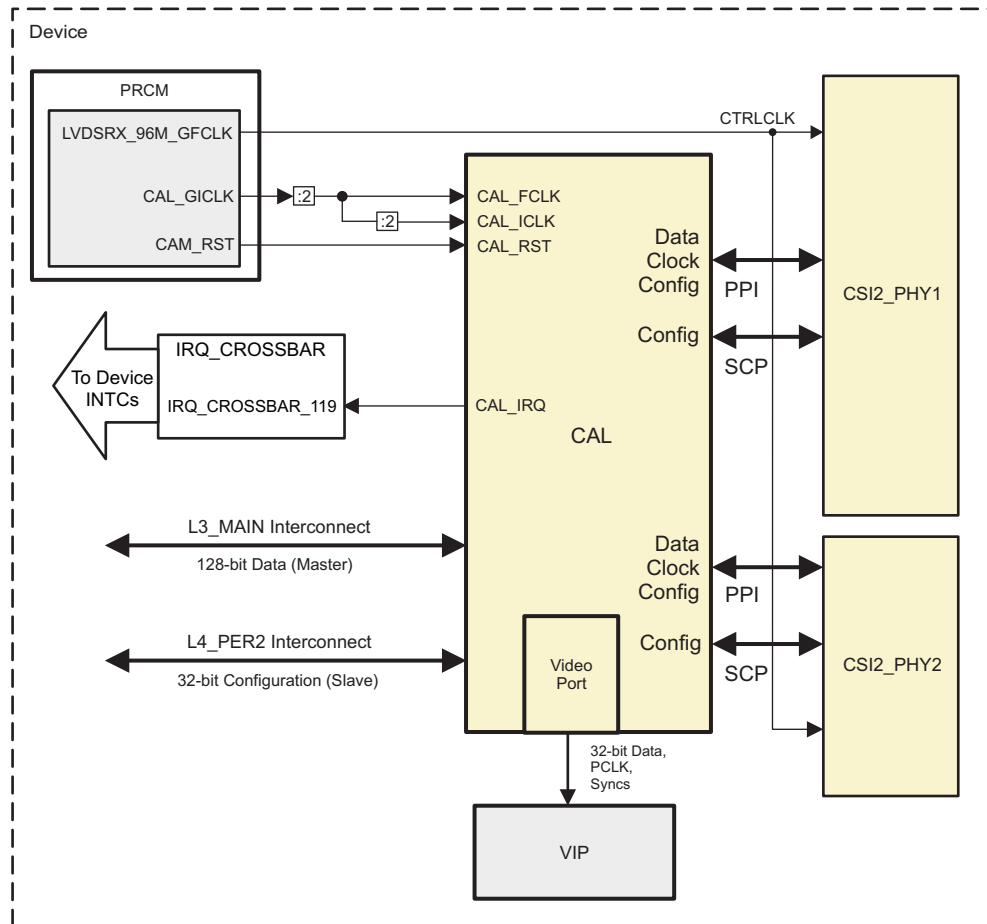 Device
PRCM
LVDSRX_96M_GFCLK
CTRLCLK
CAL_GICLK
:2
CAL_FCLK
:2
CAL_ICLK
CAM_RST
CAL_RST
Data
Clock
Config
PPI
CSI2_PHY1
Config
SCP
IRQ_CROSSBAR
To Device
INTCs
IRQ_CROSSBAR_119
CAL_IRQ
CAL
L3_MAIN Interconnect
128-bit Data (Master)
Data
Clock
Config
PPI
L4_PER2 Interconnect
32-bit Configuration (Slave)
Video
Port
Config
SCP
CSI2_PHY2
32-bit Data,
PCLK,
Syncs
VIP